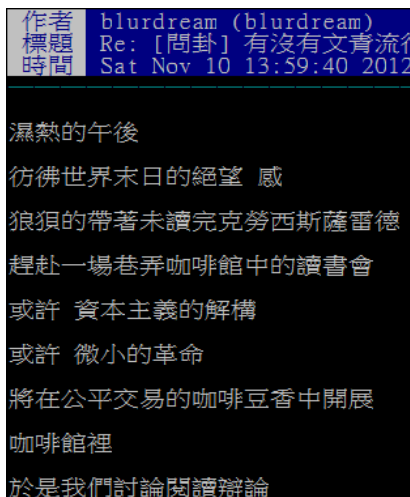 作者 blurdream (blurdream)
標題 Re: [問卦] 有沒有文青流行
時間 Sat Nov 10 13:59:40 2012
濕熱的午後
彷彿世界末日的絕望 感
狼狽的帶著未讀完克勞西斯薩雷德
趕赴一場巷弄咖啡館中的讀書會
或許 資本主義的解構
或許 微小的革命
將在公平交易的咖啡豆香中開展
咖啡館裡
於是我們討論閱讀辯論